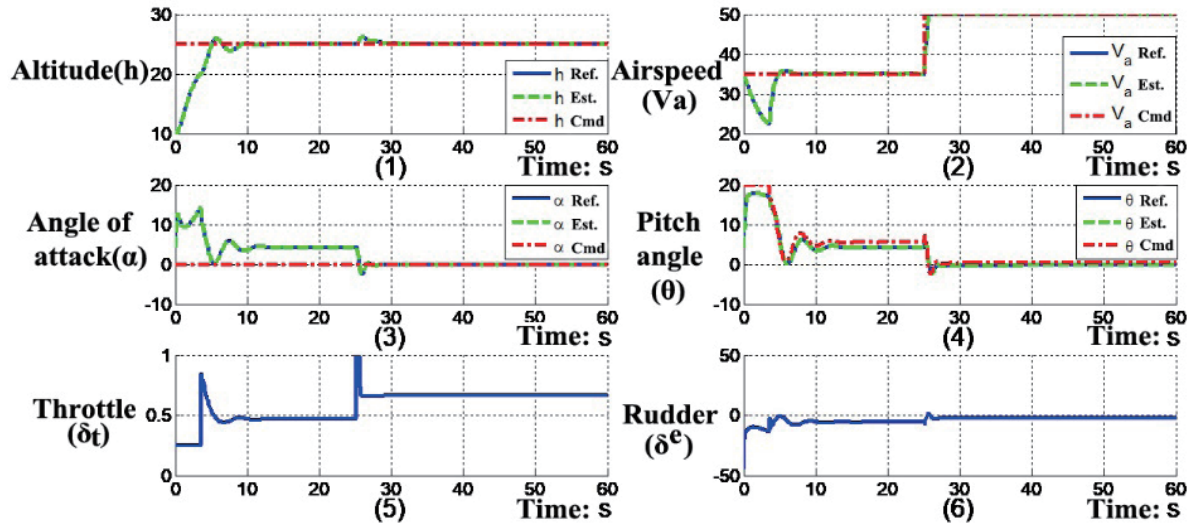 Altitude(h)
30
20
10
0 10 20 30 40 50 60
(1)
Time: s
h Ref.
h Est.
h Cmd
Airspeed
(Va)
50
40
30
20
0 10 20 30 40 50 60
(2)
Time: s
Va Ref.
Va Est.
Va Cmd
Angle of
attack(α)
20
10
0
-10
0 10 20 30 40 50 60
(3)
Time: s
α Ref.
α Est.
α Cmd
Pitch
angle
(θ)
20
10
0
-10
0 10 20 30 40 50 60
(4)
Time: s
θ Ref.
θ Est.
θ Cmd
Throttle
(δt)
1
0.5
0
0 10 20 30 40 50 60
(5)
Time: s
Rudder
(δe)
50
0
-50
0 10 20 30 40 50 60
(6)
Time: s